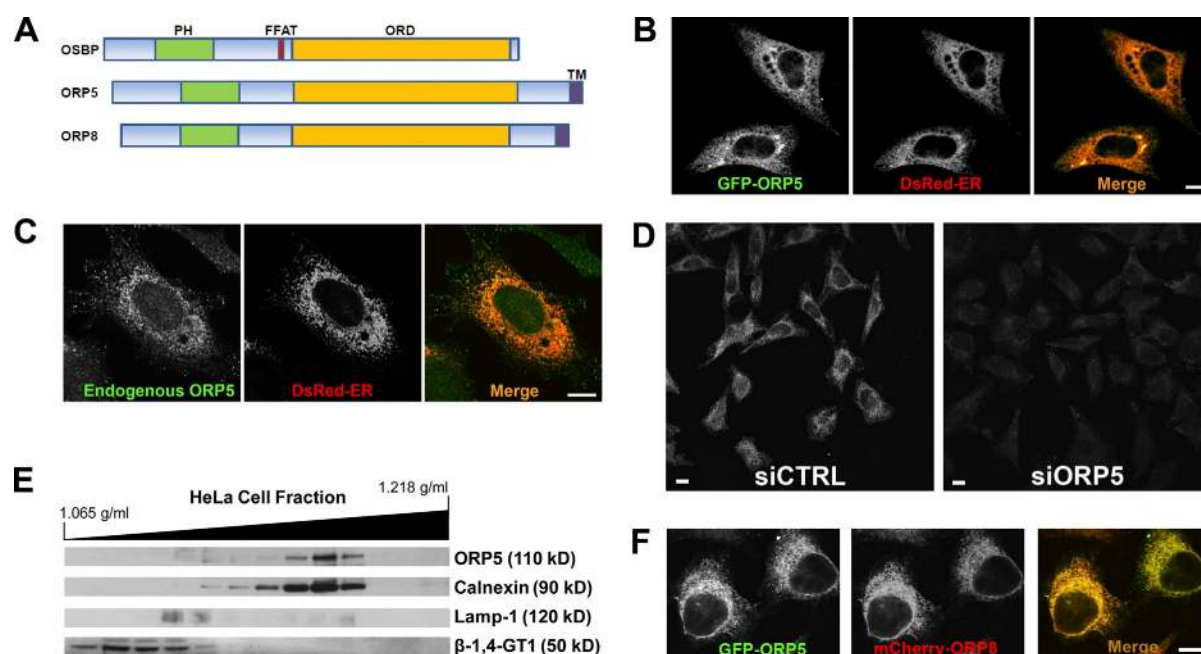 A
PH FFAT ORD
OSBP
TM
ORP5
ORP8
B
GFP-ORP5 DsRed-ER Merge
C
Endogenous ORP5 DsRed-ER Merge
D
siCTRL siORP5
E
HeLa Cell Fraction
1.065 g/ml 1.218 g/ml
ORP5 (110 kD)
Calnexin (90 kD)
Lamp-1 (120 kD)
β-1,4-GT1 (50 kD)
F
GFP-ORP5 mCherry-ORP8 Merge